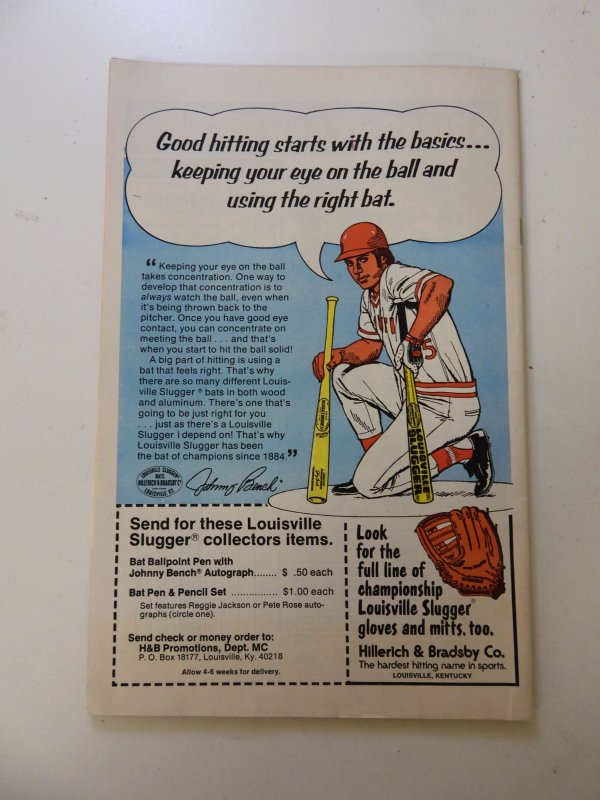 Good hitting starts with the basics...
keeping your eye on the ball and
using the right bat.
“ Keeping your eye on the ball
takes concentration. One way to
develop that concentration is to
always watch the ball, even when
it's being thrown back to the
pitcher. Once you have good eye
contact, you can concentrate on
meeting the ball . . . and that's
when you start to hit the ball solid!
A big part of hitting is using a
bat that feels right. That's why
there are so many different Louis-
ville Slugger ® bats in both wood
and aluminum. There's one that's
going to be just right for you
. . . just as there's a Louisville
Slugger I depend on! That's why
Louisville Slugger has been
the bat of champions since 1884.”
LOUISVILLE SLUGGER
BATS
HILLERICH & BRADSBY Co
LOUISVILLE, KY.
Johnny Bench
5
LOUISVILLE
SLUGGER
Send for these Louisville
Slugger® collectors items.
Bat Ballpoint Pen with
Johnny Bench® Autograph........ $ .50 each
Bat Pen & Pencil Set ................ $1.00 each
Set features Reggie Jackson or Pete Rose auto-
graphs (circle one).
Send check or money order to:
H&B Promotions, Dept. MC
P. O. Box 18177, Louisville, Ky. 40218
Allow 4-6 weeks for delivery.
Look
for the
full line of
championship
Louisville Slugger®
gloves and mitts, too.
Hillerich & Bradsby Co.
The hardest hitting name in sports.
LOUISVILLE, KENTUCKY